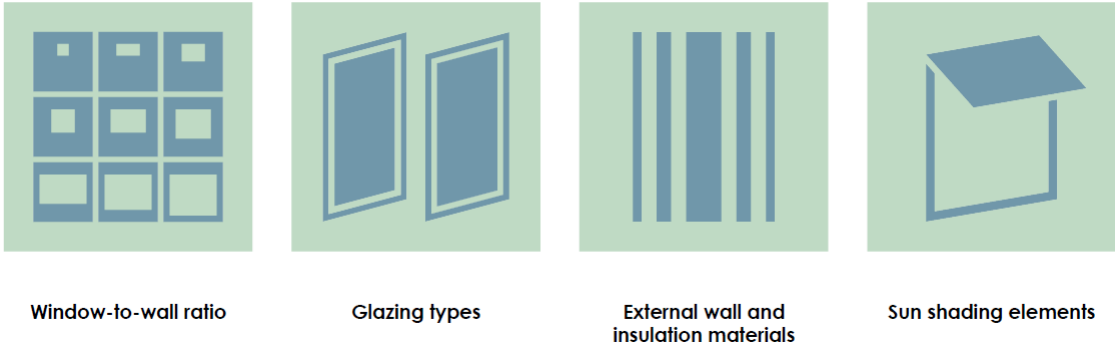 Window-to-wall ratio
Glazing types
External wall and
insulation materials
Sun shading elements